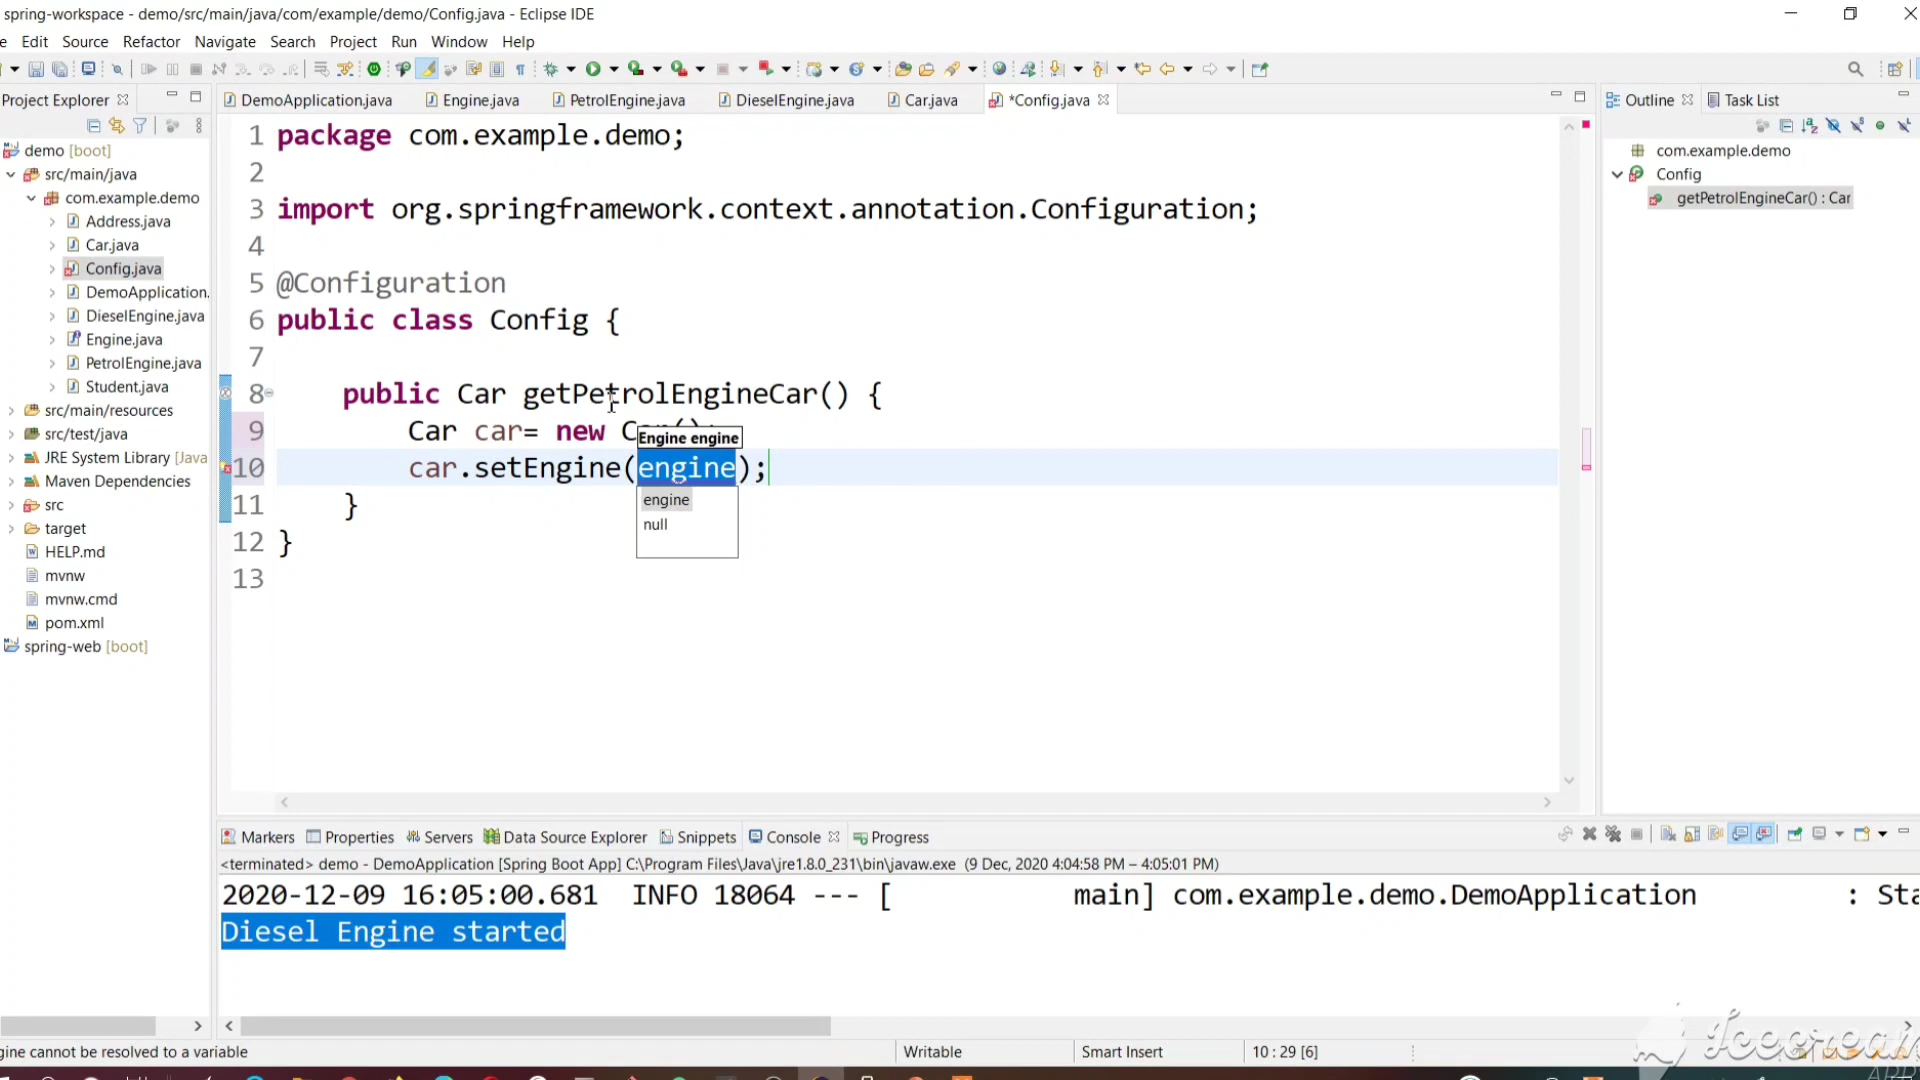 spring-workspace - demo/src/main/java/com/example/demo/Config.java - Eclipse IDE
Edit Source Refactor Navigate Search Project Run Window Help
Project Explorer
DemoApplication.java Engine.java PetrolEngine.java DieselEngine.java Car.java *Config.java
Outline Task List
demo [boot]
src/main/java
com.example.demo
Address.java
Car.java
Config.java
DemoApplication.
DieselEngine.java
Engine.java
PetrolEngine.java
Student.java
src/main/resources
src/test/java
JRE System Library [Java
Maven Dependencies
src
target
HELP.md
mvnw
mvnw.cmd
pom.xml
spring-web [boot]
1 package com.example.demo;
2
3 import org.springframework.context.annotation.Configuration;
4
5 @Configuration
6 public class Config {
7
8 public Car getPetrolEngineCar() {
9 Car car= new Car();
Engine engine
10 car.setEngine(engine);
engine
null
11 }
12 }
13
com.example.demo
Config
getPetrolEngineCar() : Car
Markers Properties Servers Data Source Explorer Snippets Console Progress
<terminated> demo - DemoApplication [Spring Boot App] C:\Program Files\Java\jre1.8.0_231\bin\javaw.exe (9 Dec, 2020 4:04:58 PM – 4:05:01 PM)
2020-12-09 16:05:00.681 INFO 18064 --- [ main] com.example.demo.DemoApplication : Sta
Diesel Engine started
gine cannot be resolved to a variable
Writable
Smart Insert
10 : 29 [6]
Icecream